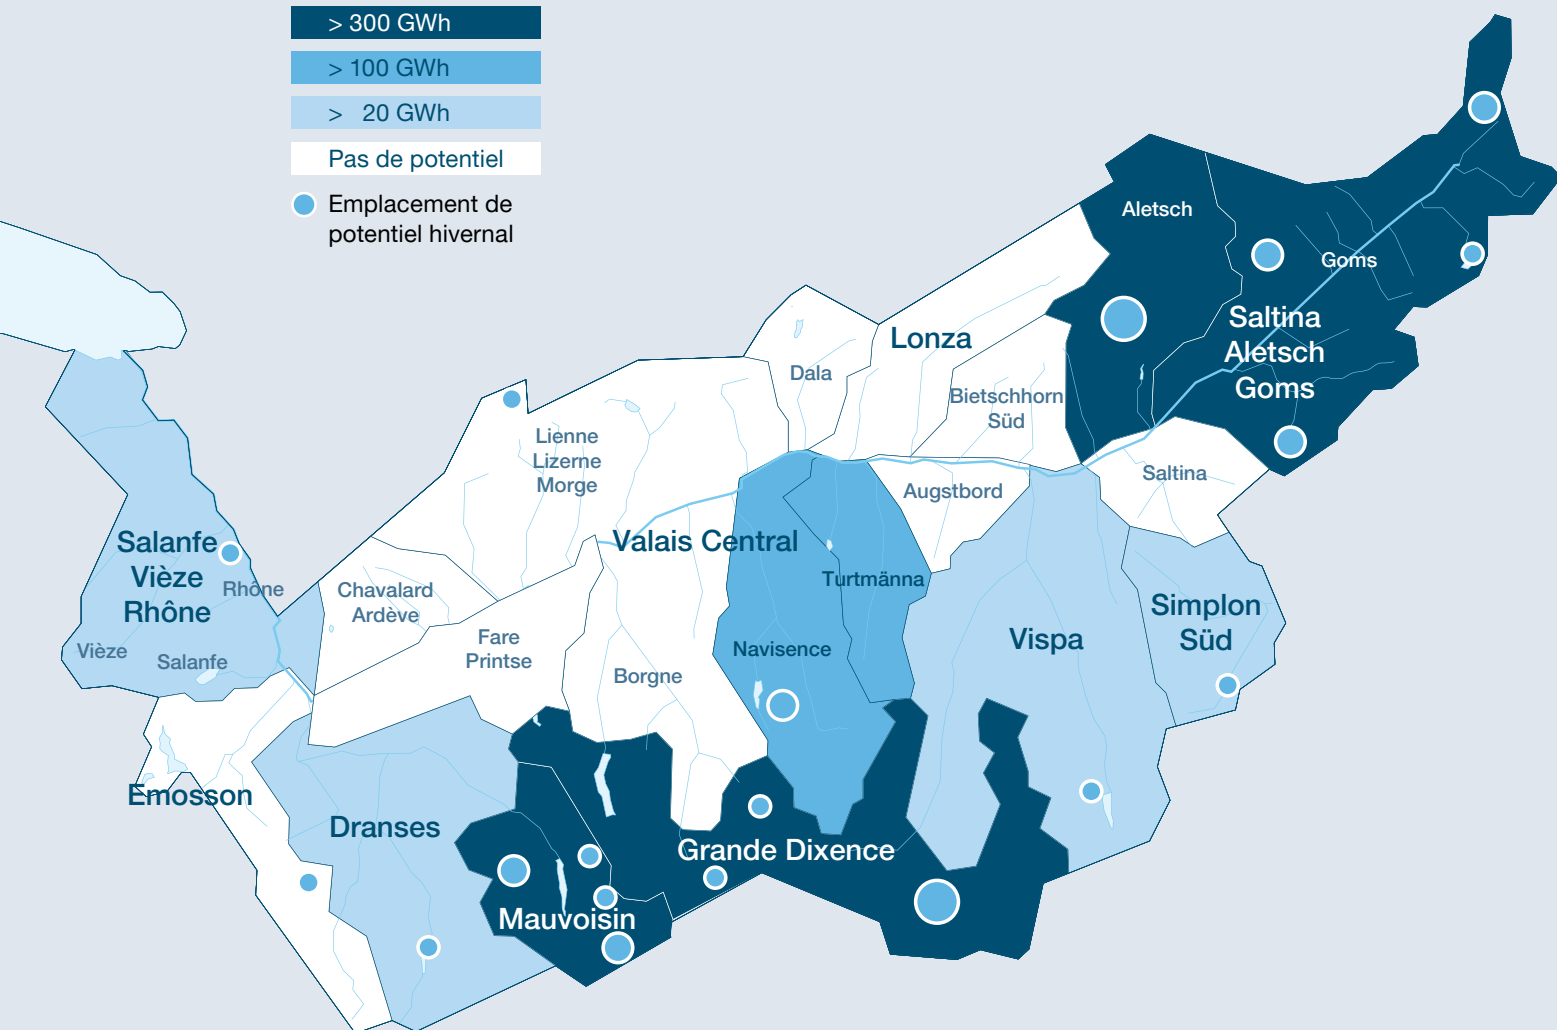 > 300 GWh
> 100 GWh
> 20 GWh
Pas de potentiel
Emplacement de
potentiel hivernal
Aletsch
Goms
Saltina
Aletsch
Goms
Lonza
Dala
Bietschhorn
Süd
Lienne
Lizerne
Morge
Saltina
Augstbord
Valais Central
Salanfe
Vièze
Rhône
Rhône
Vièze
Salanfe
Chavalard
Ardève
Fare
Printse
Borgne
Turtmänna
Navisence
Vispa
Simplon
Süd
Emosson
Dranses
Grande Dixence
Mauvoisin